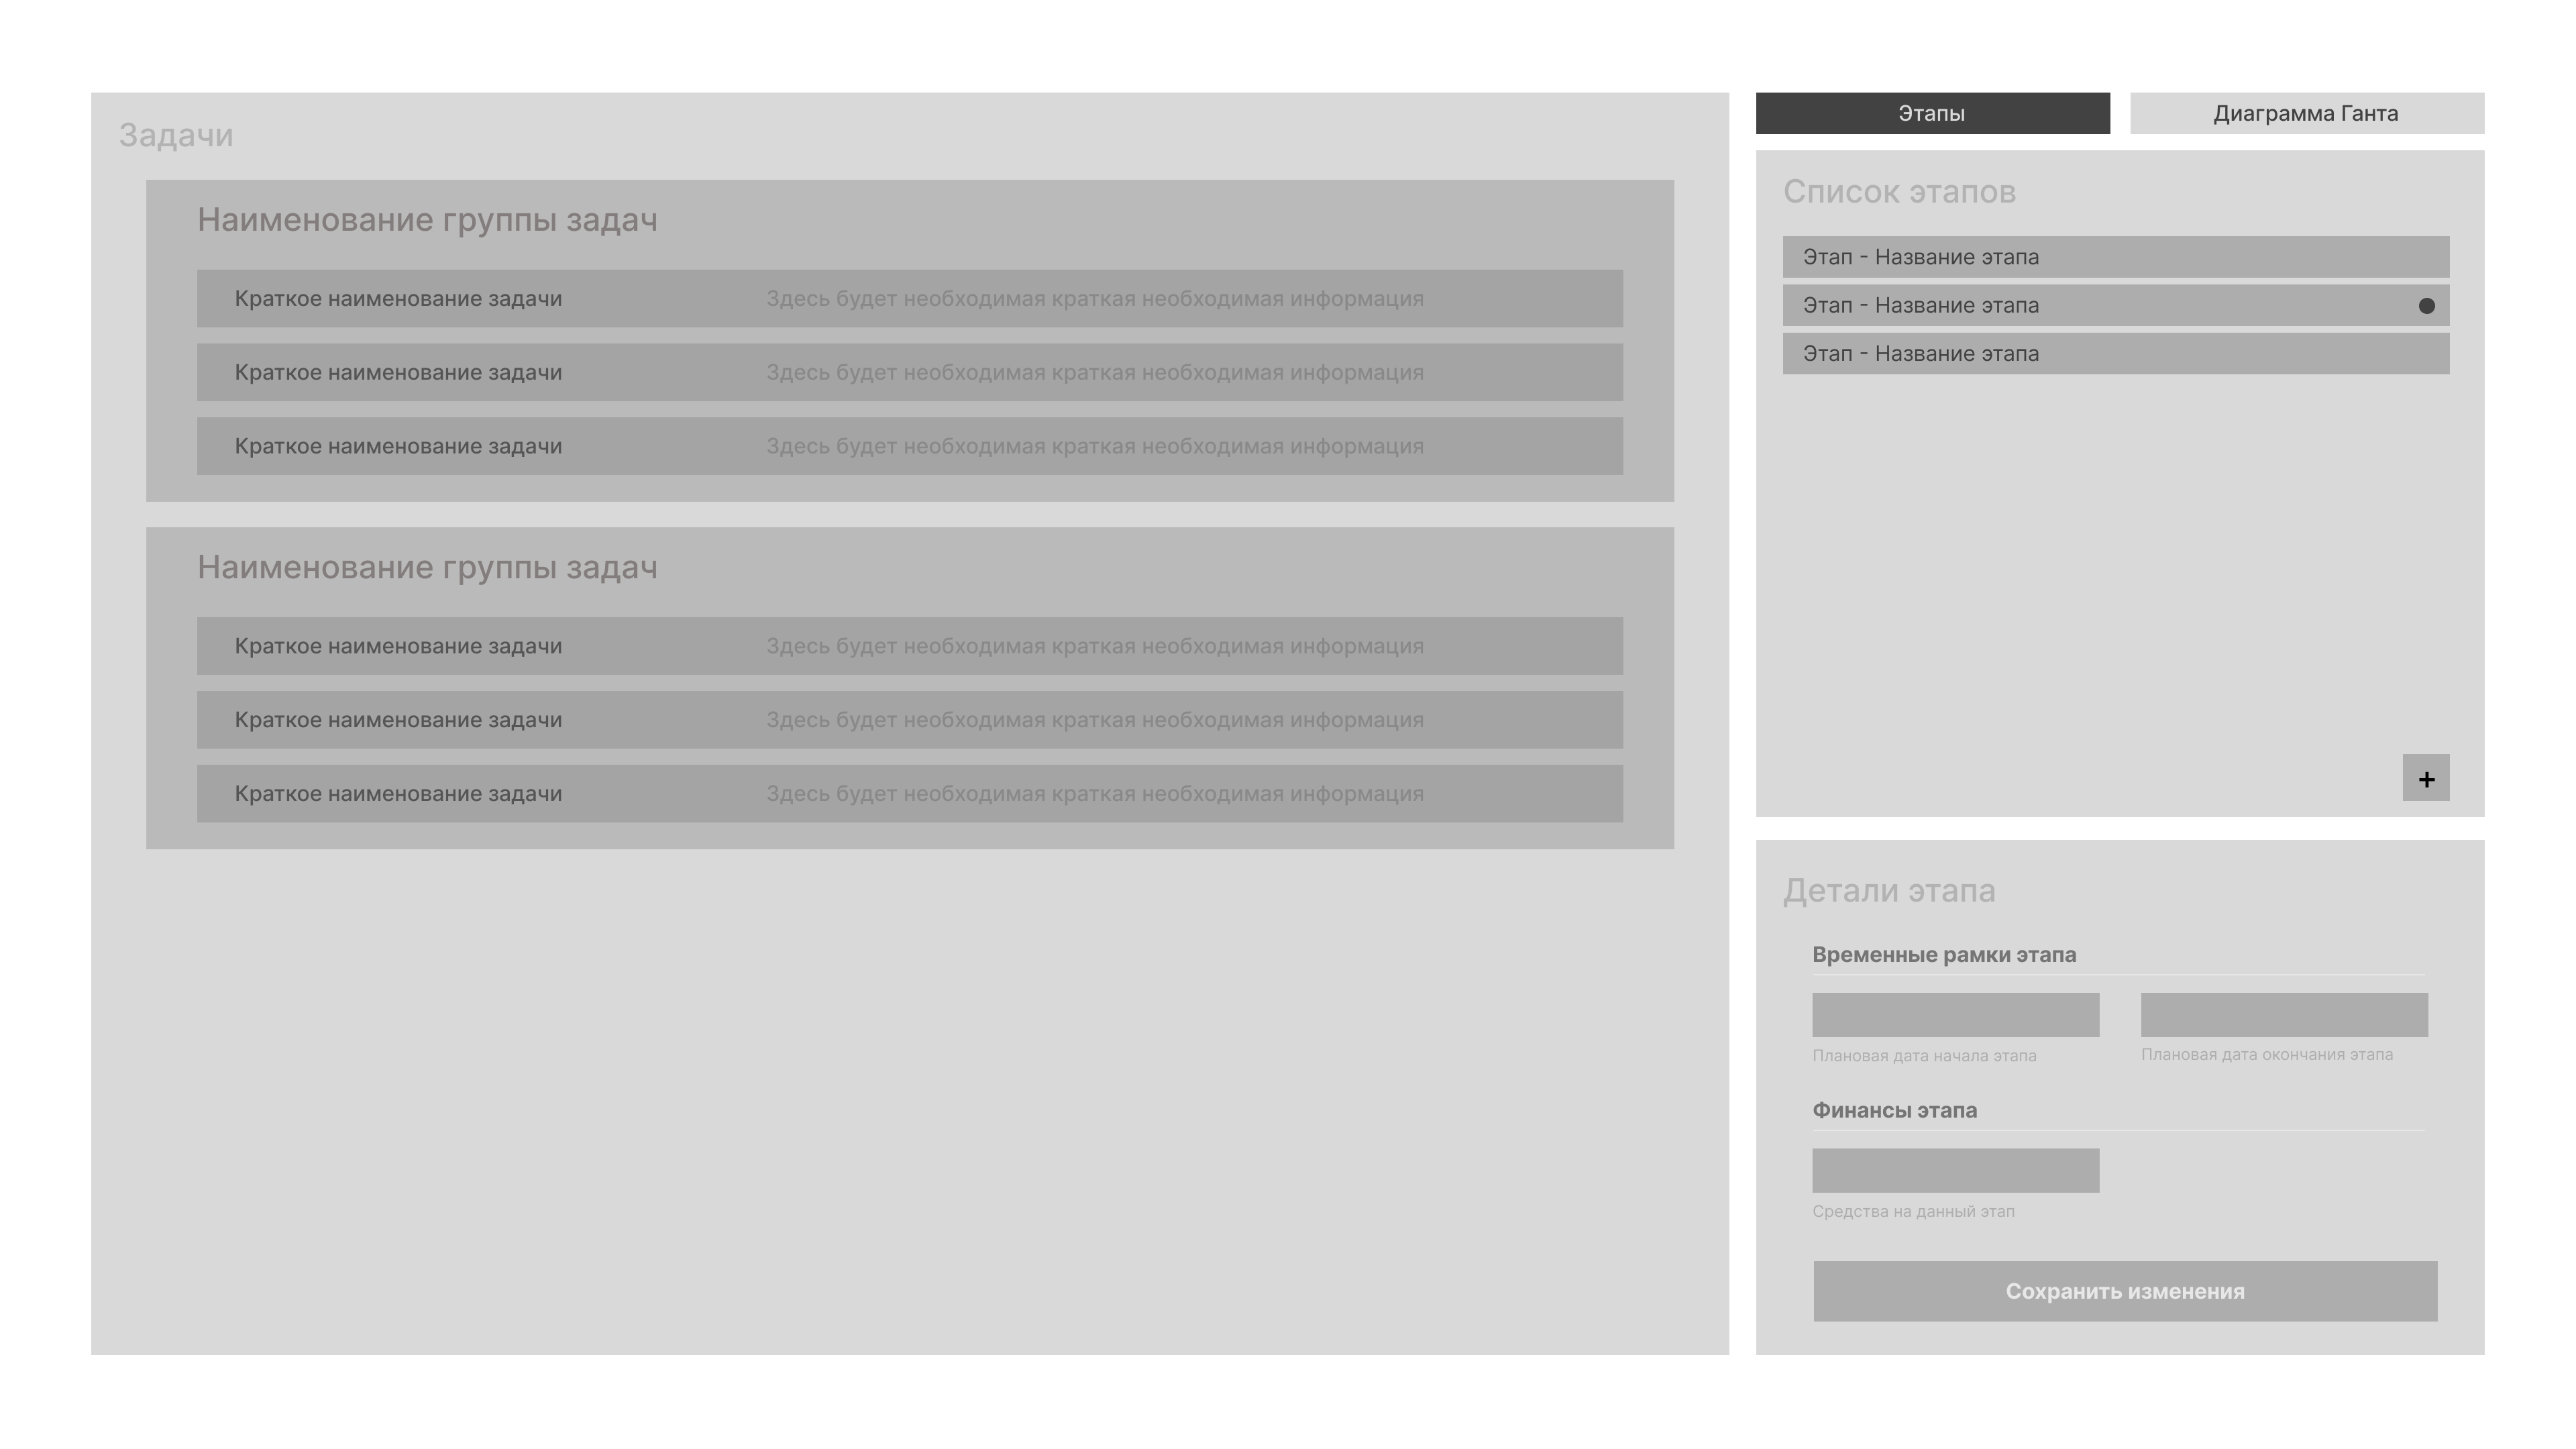 Задачи
Наименование группы задач
Краткое наименование задачи
Здесь будет необходимая краткая необходимая информация
Краткое наименование задачи
Здесь будет необходимая краткая необходимая информация
Краткое наименование задачи
Здесь будет необходимая краткая необходимая информация
Наименование группы задач
Краткое наименование задачи
Здесь будет необходимая краткая необходимая информация
Краткое наименование задачи
Здесь будет необходимая краткая необходимая информация
Краткое наименование задачи
Здесь будет необходимая краткая необходимая информация
Этапы
Диаграмма Ганта
Список этапов
Этап - Название этапа
Этап - Название этапа
Этап - Название этапа
+
Детали этапа
Временные рамки этапа
Плановая дата начала этапа
Плановая дата окончания этапа
Финансы этапа
Средства на данный этап
Сохранить изменения